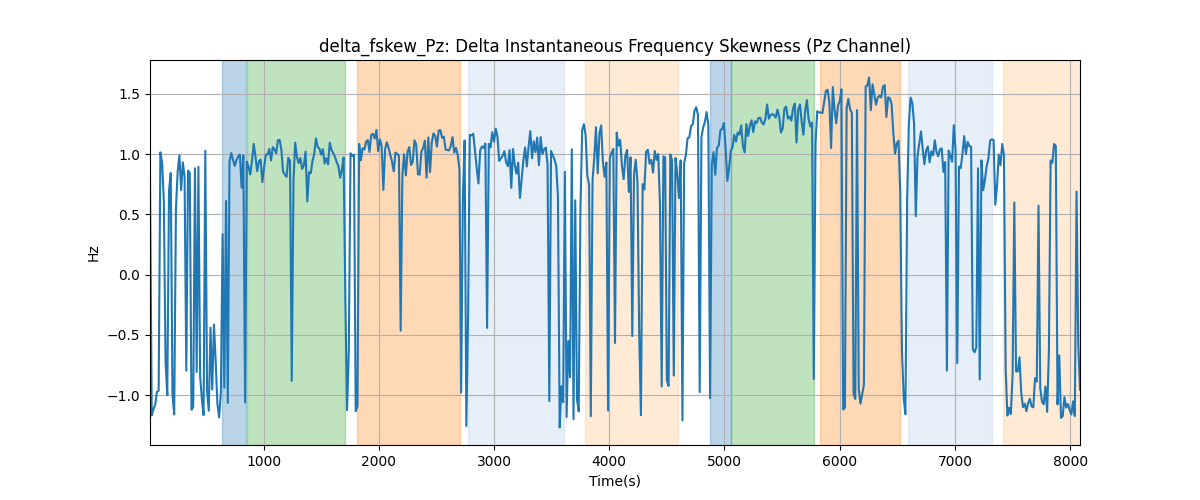 delta_fskew_Pz: Delta Instantaneous Frequency Skewness (Pz Channel)
1.5
1.0
0.5
0.0
−0.5
−1.0
Hz
1000 2000 3000 4000 5000 6000 7000 8000
Time(s)